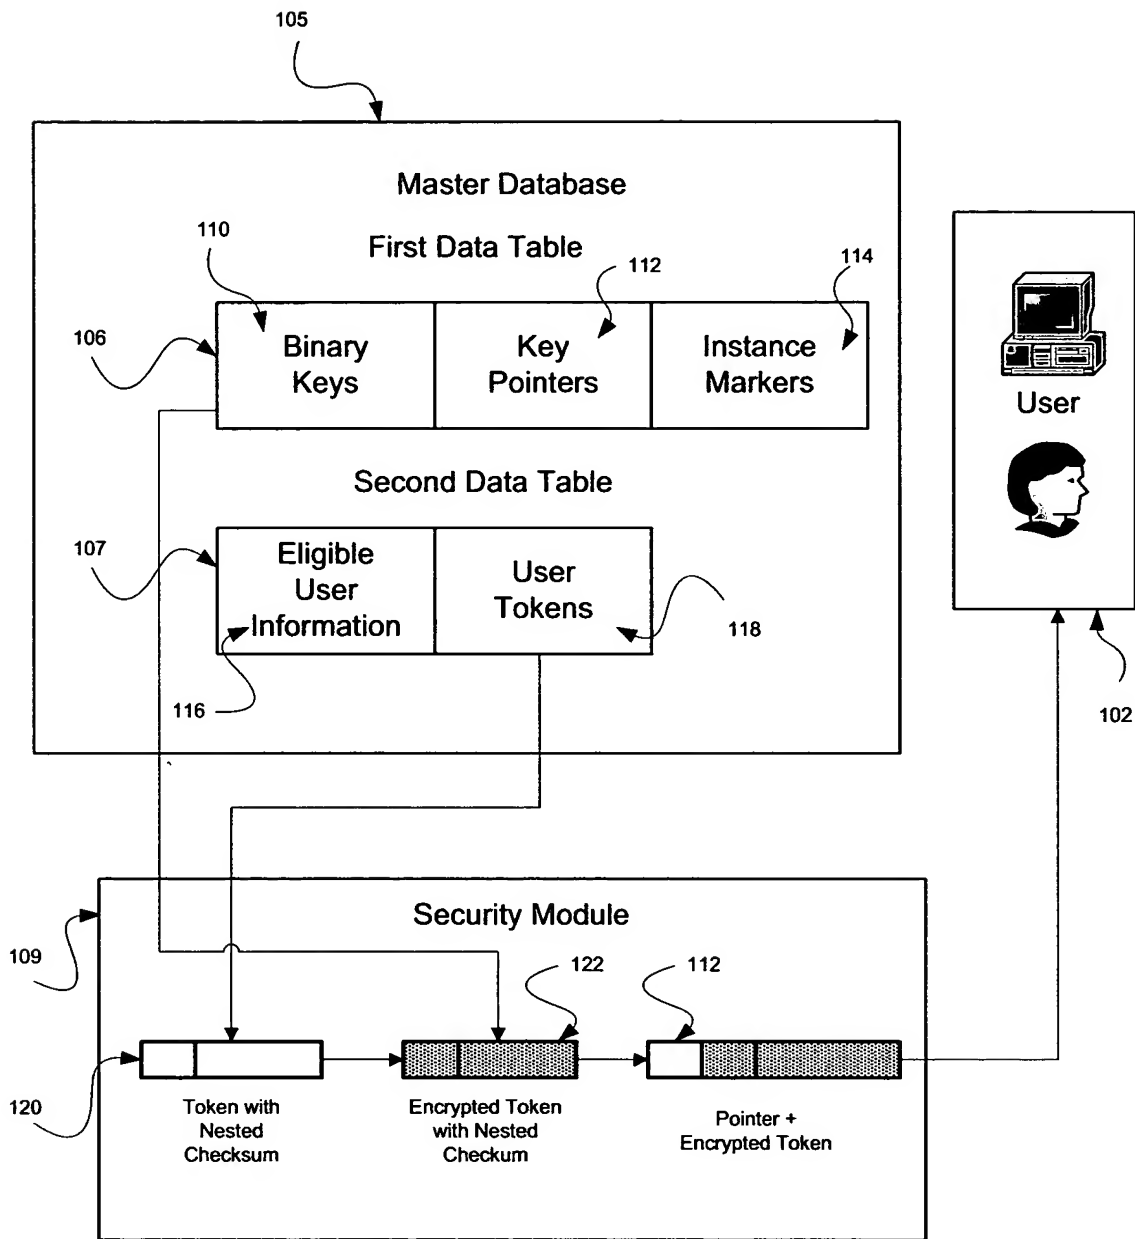 105
Master Database
First Data Table
110
112
114
106
Binary
Keys
Key
Pointers
Instance
Markers
User
Second Data Table
107
Eligible
User
Information
User
Tokens
118
116
102
Security Module
109
122
112
120
Token with
Nested
Checksum
Encrypted Token
with Nested
Checkum
Pointer +
Encrypted Token